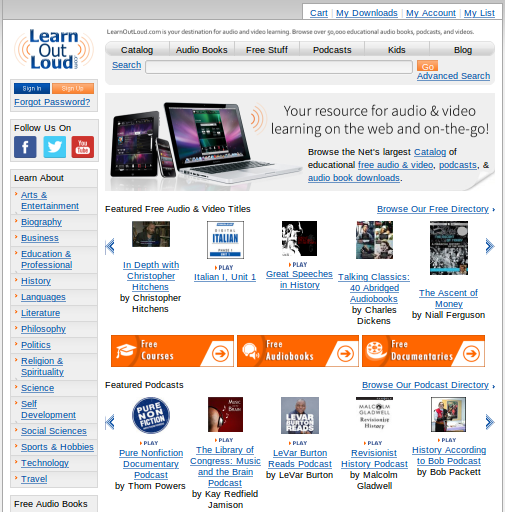 Cart | My Downloads | My Account | My List
Learn
Out
Loud.com
LearnOutLoud.com is your destination for audio and video learning. Browse over 50,000 educational audio books, podcasts, and videos.
Catalog Audio Books Free Stuff Podcasts Kids Blog
Search Go
Advanced Search
Sign In Sign Up
Forgot Password?
Follow Us On
You Tube
Learn About
Arts &
Entertainment
Biography
Business
Education &
Professional
History
Languages
Literature
Philosophy
Politics
Religion &
Spirituality
Science
Self
Development
Social Sciences
Sports & Hobbies
Technology
Travel
Free Audio Books
Your resource for audio & video
learning on the web and on-the-go!
Browse the Net's largest Catalog of
educational free audio & video, podcasts, &
audio book downloads.
Featured Free Audio & Video Titles Browse Our Free Directory ›
In Depth with
Christopher
Hitchens
by Christopher
Hitchens
ITALIAN
PLAY
Italian I, Unit 1
PLAY
Great Speeches
in History
Talking Classics:
40 Abridged
Audiobooks
by Charles
Dickens
The Ascent of
Money
by Niall Ferguson
Free
Courses
Free
Audiobooks
Free
Documentaries
Featured Podcasts Browse Our Podcast Directory ›
PURE
NON
FICTION
PLAY
Pure Nonfiction
Documentary
Podcast
by Thom Powers
MUSIC
BRAIN
PLAY
The Library of
Congress: Music
and the Brain
Podcast
by Kay Redfield
Jamison
LEVAR
BURTON
READS
PLAY
LeVar Burton
Reads Podcast
by LeVar Burton
MALCOLM
GLADWELL
Revisionist
History
PLAY
Revisionist
History Podcast
by Malcolm
Gladwell
PLAY
History According
to Bob Podcast
by Bob Packett